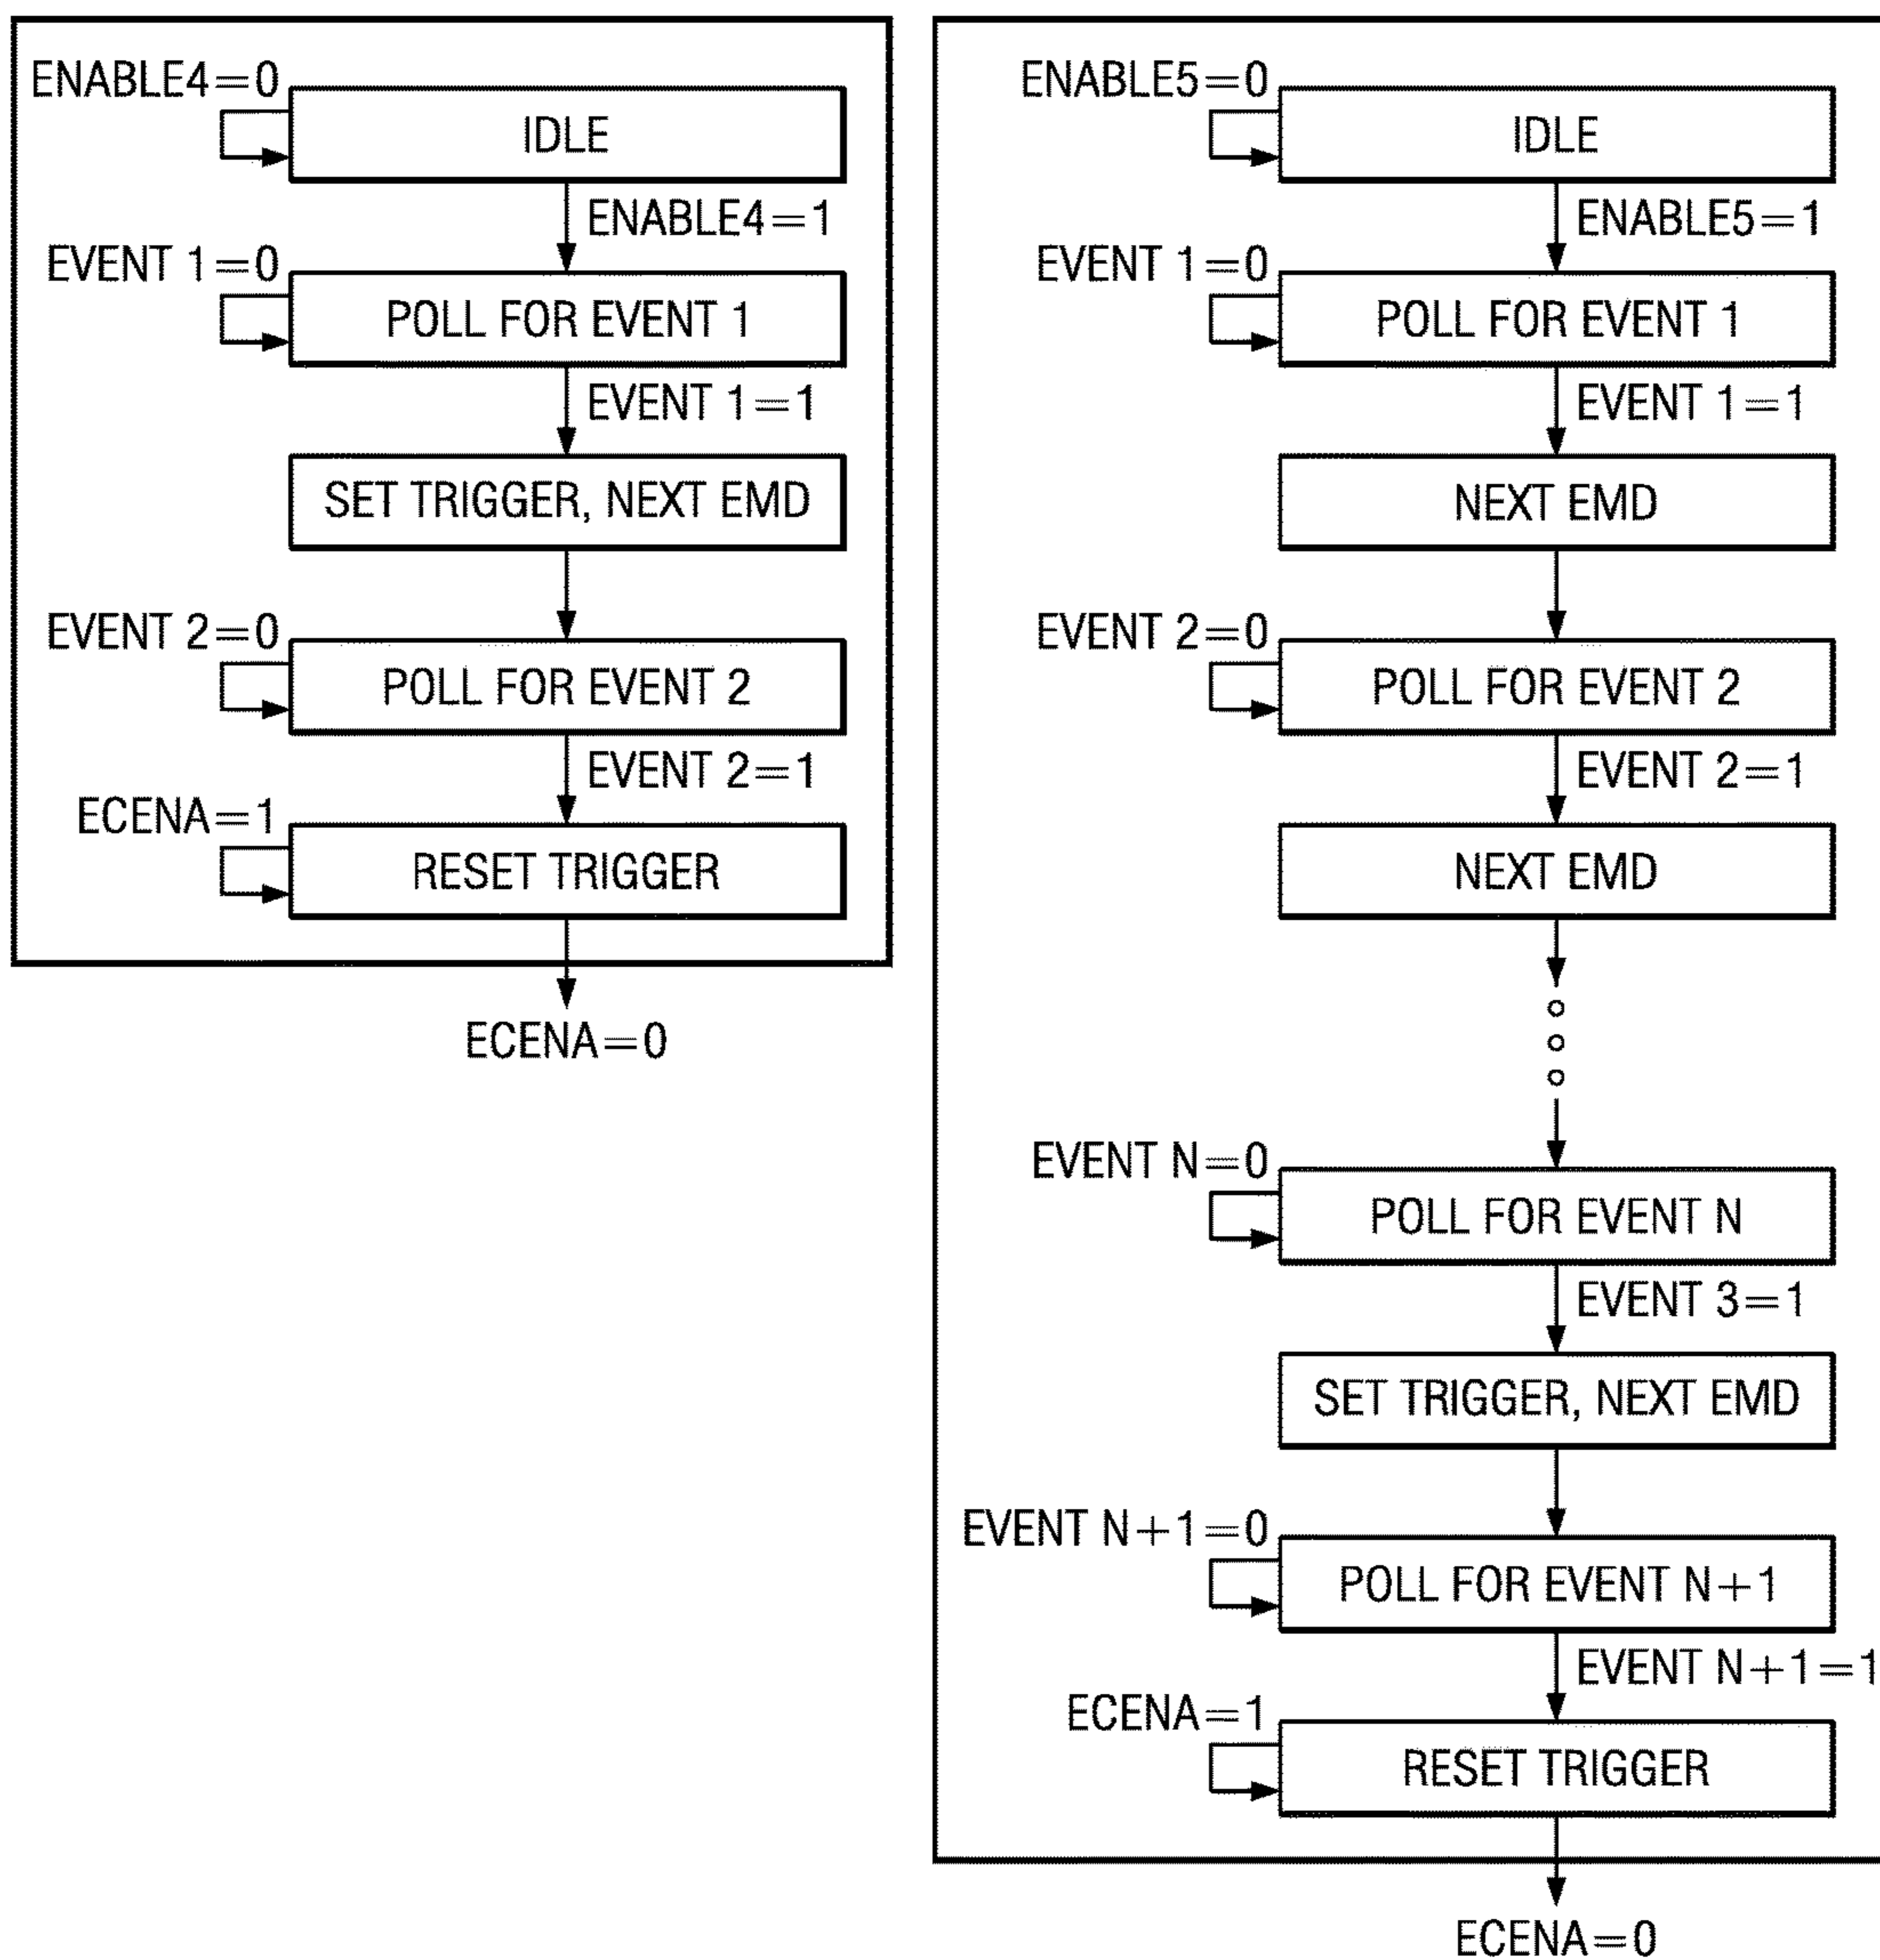 ENABLE4=0
IDLE
ENABLE4=1
EVENT 1=0
POLL FOR EVENT 1
EVENT 1=1
SET TRIGGER, NEXT EMD
EVENT 2=0
POLL FOR EVENT 2
EVENT 2=1
ECENA=1
RESET TRIGGER
ECENA=0
ENABLE5=0
IDLE
ENABLE5=1
EVENT 1=0
POLL FOR EVENT 1
EVENT 1=1
NEXT EMD
EVENT 2=0
POLL FOR EVENT 2
EVENT 2=1
NEXT EMD
EVENT N=0
POLL FOR EVENT N
EVENT 3=1
SET TRIGGER, NEXT EMD
EVENT N+1=0
POLL FOR EVENT N+1
EVENT N+1=1
ECENA=1
RESET TRIGGER
ECENA=0